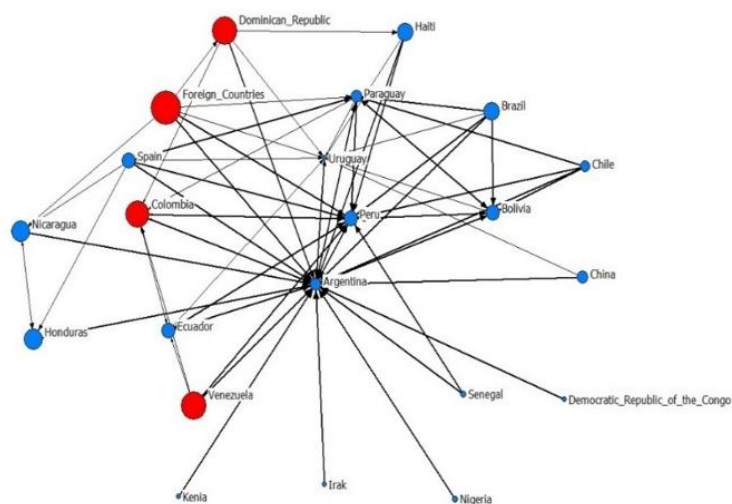 Dominican_Republic
Haiti
Foreign_Countries
Paraguay
Brazil
Spain
Uruguay
Chile
Colombia
Peru
Bolivia
Nicaragua
Argentina
China
Honduras
Ecuador
Venezuela
Senegal
Democratic_Republic_of_the_Congo
Irak
Kenia
Nigeria